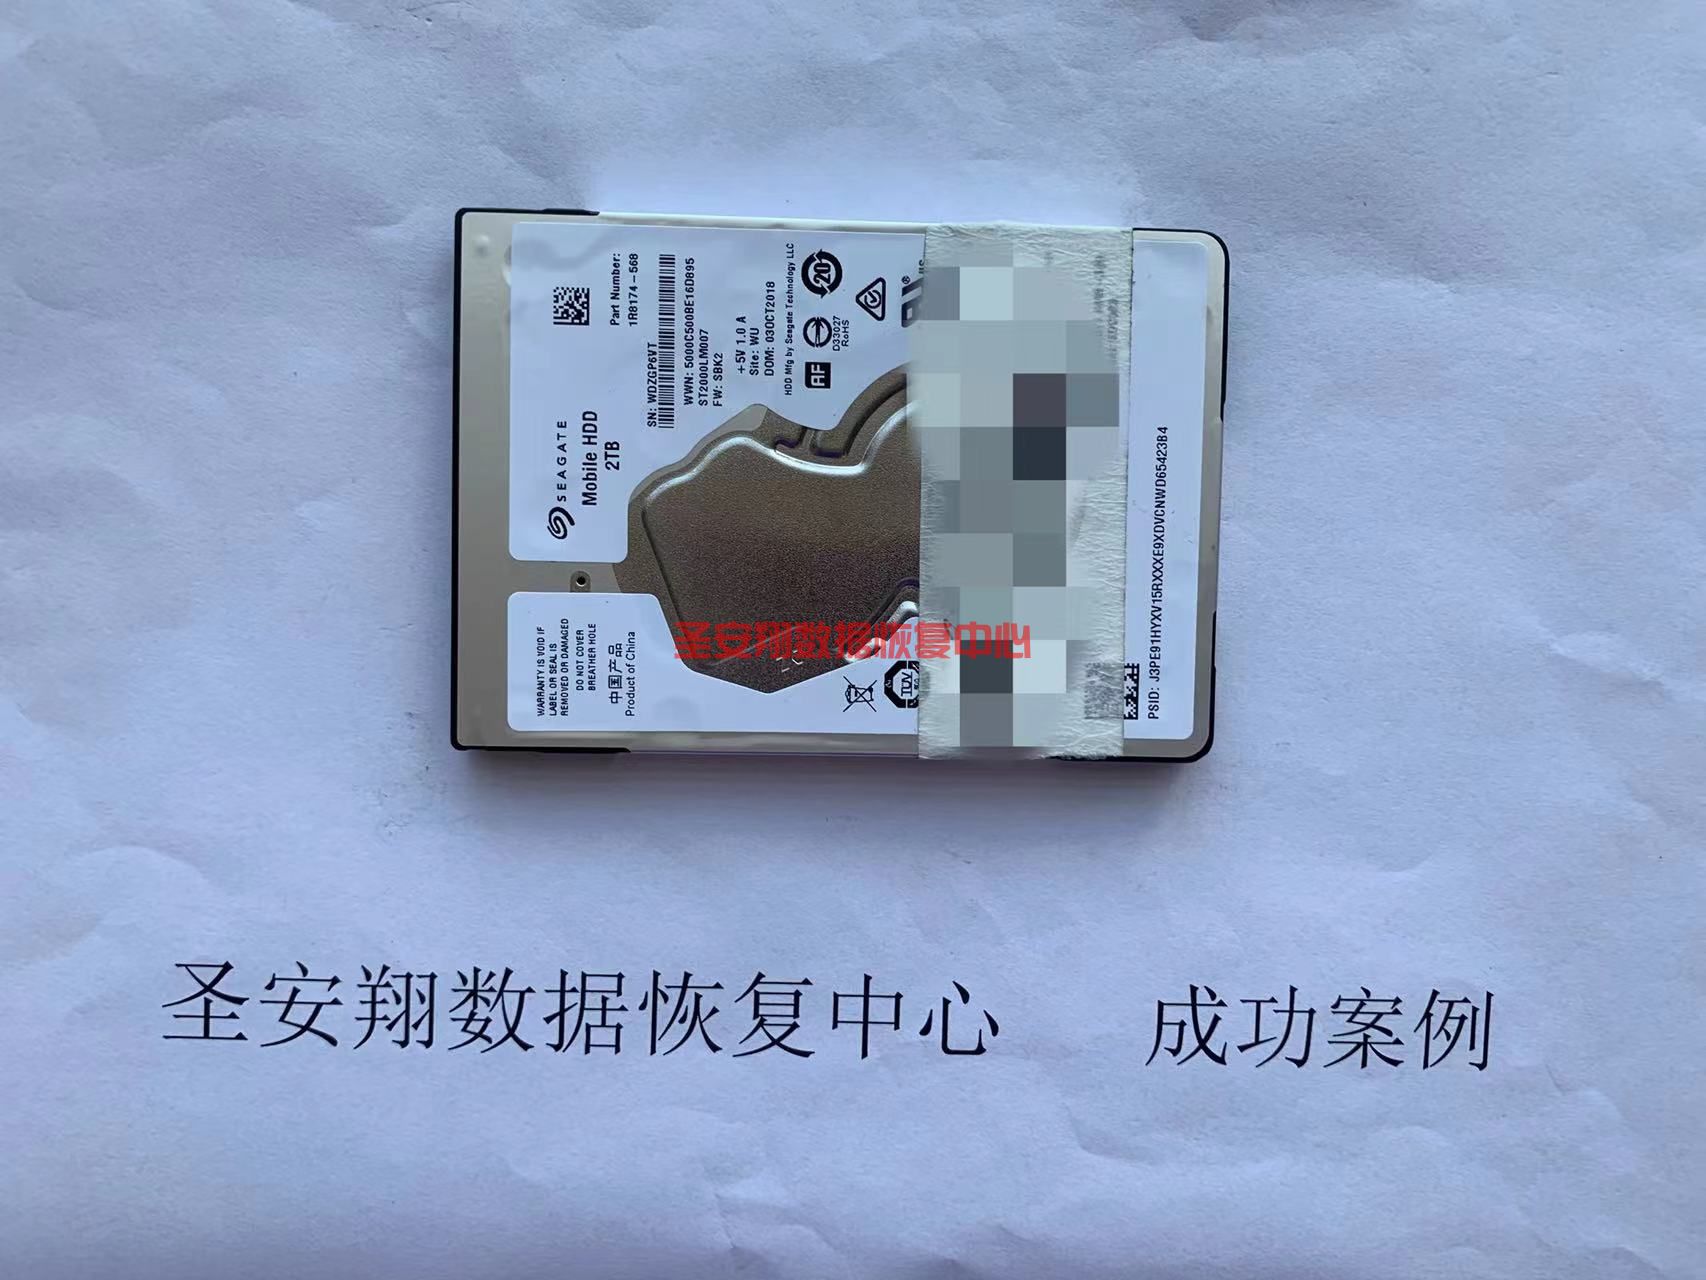 SEAGATE
Mobile HDD
2TB
Part Number:
1R8174-568
SN: WDZGP6VT
WWN: 5000C500BE16D895
ST2000LM007
FW: SBK2
+5V 1.0 A
Site: WU
DOM: 03OCT2018
HDD Mfg by Seagate Technology LLC
20
D33027
RoHS
AF
WARRANTY IS VOID IF
LABEL OR SEAL IS
REMOVED OR DAMAGED
DO NOT COVER
BREATHER HOLE
中国产品
Product of China
TÜV
PSID: J3PE91HYXV15RXXXE9XDVCNWD65423B4
圣安翔数据恢复中心
圣安翔数据恢复中心 成功案例